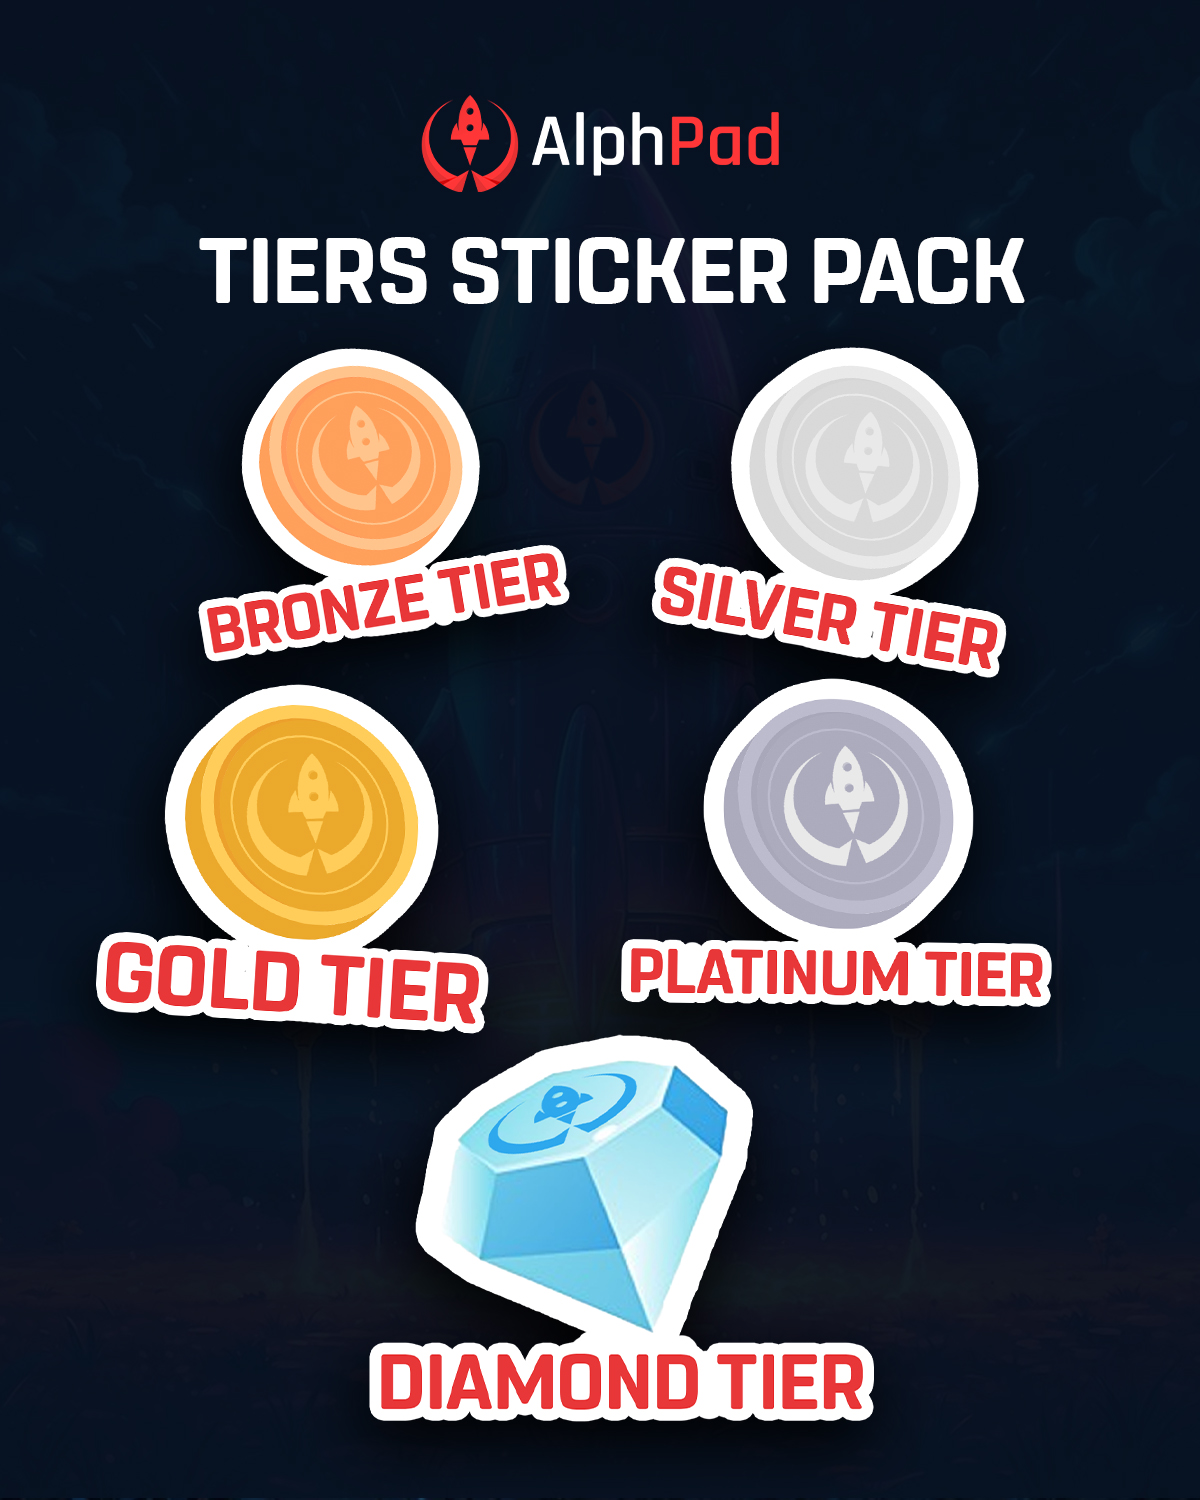 AlphPad
TIERS STICKER PACK
BRONZE TIER
SILVER TIER
GOLD TIER
PLATINUM TIER
DIAMOND TIER